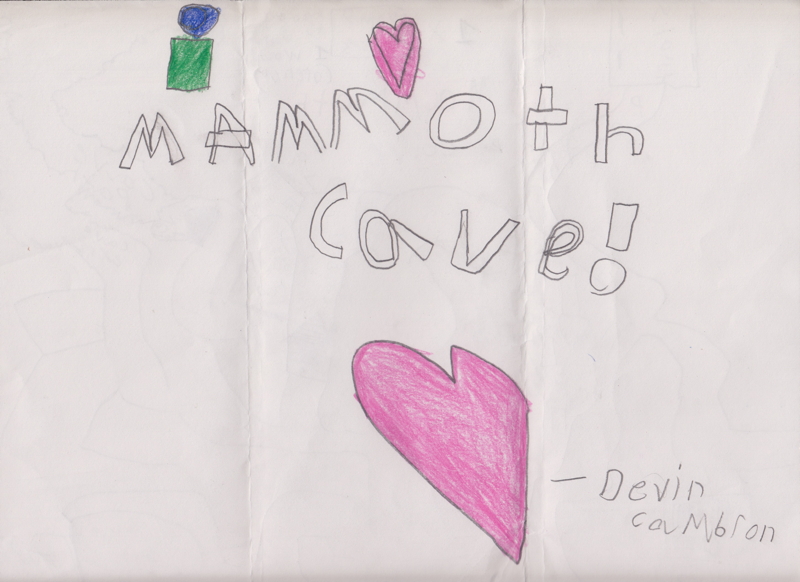 i
MAMMOth
Cave!
— Devin
caMbron